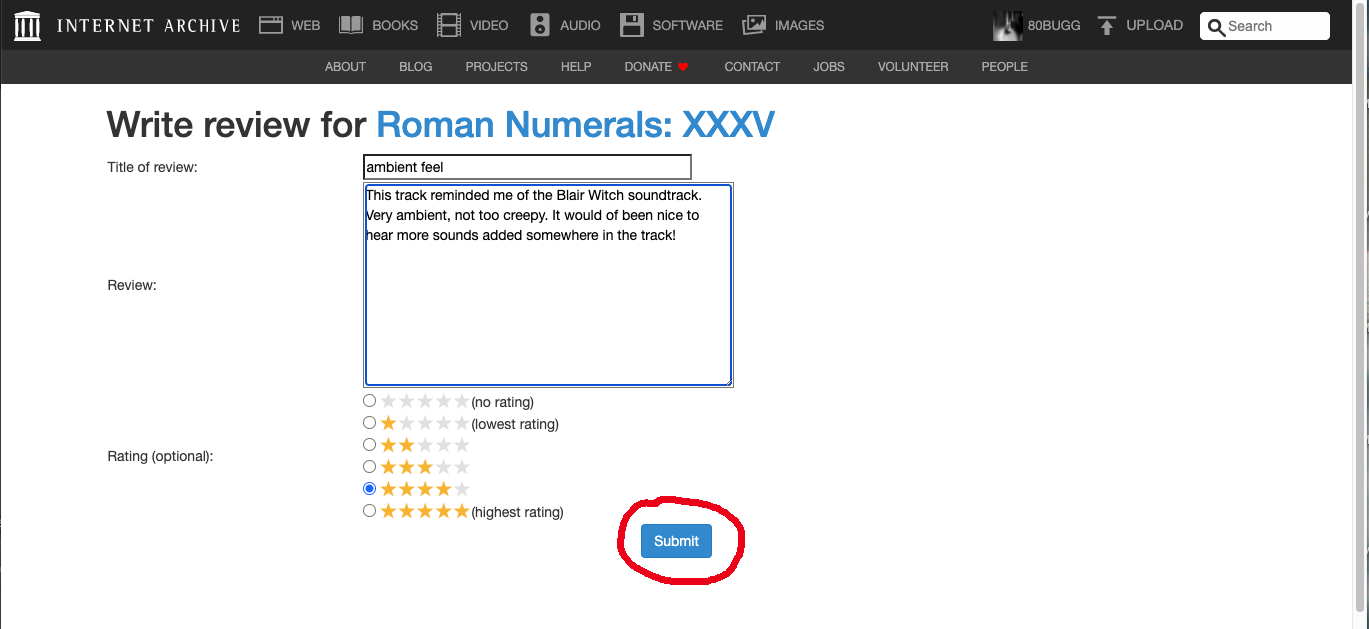 INTERNET ARCHIVE WEB BOOKS VIDEO AUDIO SOFTWARE IMAGES 80BUGG UPLOAD Search
ABOUT BLOG PROJECTS HELP DONATE CONTACT JOBS VOLUNTEER PEOPLE
Write review for Roman Numerals: XXXV
Title of review: ambient feel
This track reminded me of the Blair Witch soundtrack.
Very ambient, not too creepy. It would of been nice to
hear more sounds added somewhere in the track!
Review:
(no rating)
(lowest rating)
Rating (optional):
(highest rating)
Submit